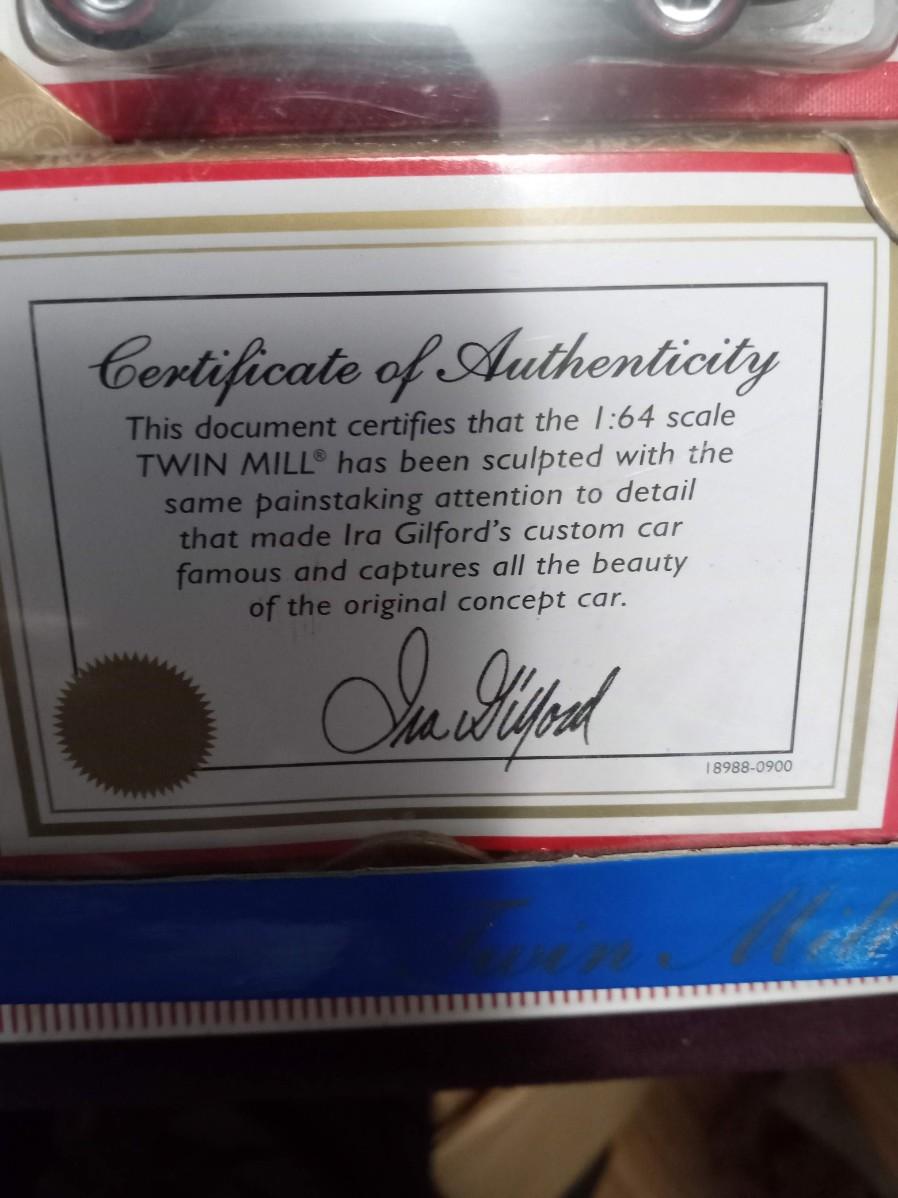 Certificate of Authenticity
This document certifies that the 1:64 scale
TWIN MILL® has been sculpted with the
same painstaking attention to detail
that made Ira Gilford's custom car
famous and captures all the beauty
of the original concept car.
Ira Gilford
18988-0900
Twin Mill